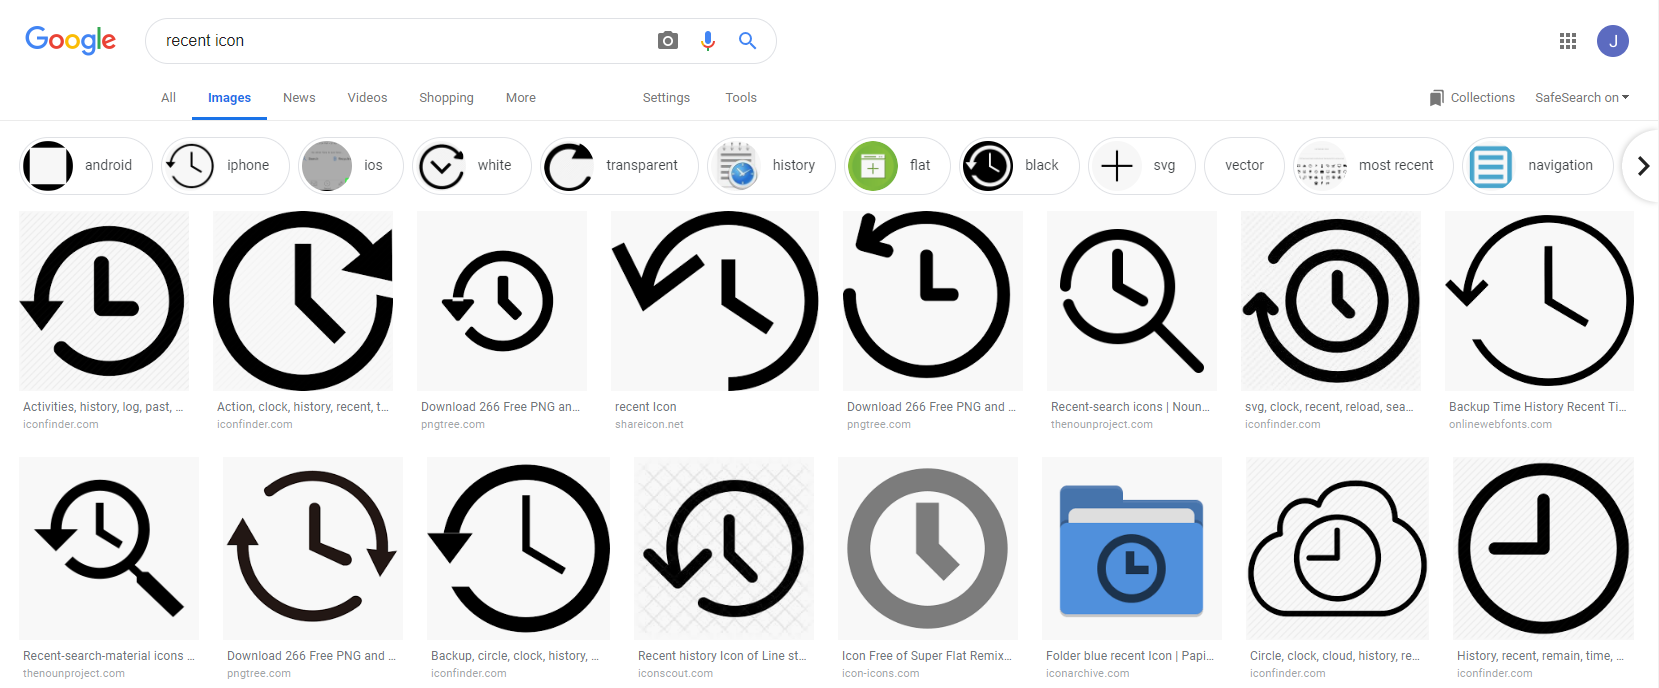 Google
recent icon
J
All Images News Videos Shopping More Settings Tools
Collections SafeSearch on
android iphone ios white transparent history flat black svg vector most recent navigation
Activities, history, log, past, ...
iconfinder.com
Action, clock, history, recent, t...
iconfinder.com
Download 266 Free PNG an...
pngtree.com
recent Icon
shareicon.net
Download 266 Free PNG and ...
pngtree.com
Recent-search icons | Noun...
thenounproject.com
svg, clock, recent, reload, sea...
iconfinder.com
Backup Time History Recent Ti...
onlinewebfonts.com
Recent-search-material icons ...
thenounproject.com
Download 266 Free PNG and ...
pngtree.com
Backup, circle, clock, history, ...
iconfinder.com
Recent history Icon of Line st...
iconscout.com
Icon Free of Super Flat Remix...
icon-icons.com
Folder blue recent Icon | Papi...
iconarchive.com
Circle, clock, cloud, history, re...
iconfinder.com
History, recent, remain, time, ...
iconfinder.com